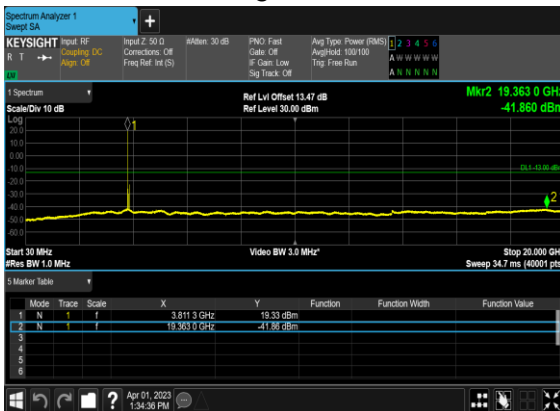 Spectrum Analyzer 1
Swept SA
+
KEYSIGHT Input: RF Input Z: 50 Ω #Atten: 30 dB PNO: Fast Avg Type: Power (RMS) 1 2 3 4 5 6
R T Coupling: DC Corrections: Off Gate: Off Avg|Hold: 100/100 A W W W W W
Align: Off Freq Ref: Int (S) IF Gain: Low Trig: Free Run
LV Sig Track: Off A N N N N N
1 Spectrum Ref Lvl Offset 13.47 dB Mkr2 19.363 0 GHz
Scale/Div 10 dB Ref Level 30.00 dBm -41.860 dBm
Log
20.0
1
10.0
0.00
-10.0
DL1 -13.00 dBm
-20.0
-30.0
2
-40.0
-50.0
-60.0
Start 30 MHz Video BW 3.0 MHz* Stop 20.000 GH
#Res BW 1.0 MHz Sweep 34.7 ms (40001 pts
5 Marker Table
Mode Trace Scale X Y Function Function Width Function Value
1 N 1 f 3.811 3 GHz 19.33 dBm
2 N 1 f 19.363 0 GHz -41.86 dBm
3
4
5
6
? Apr 01, 2023
1:34:36 PM